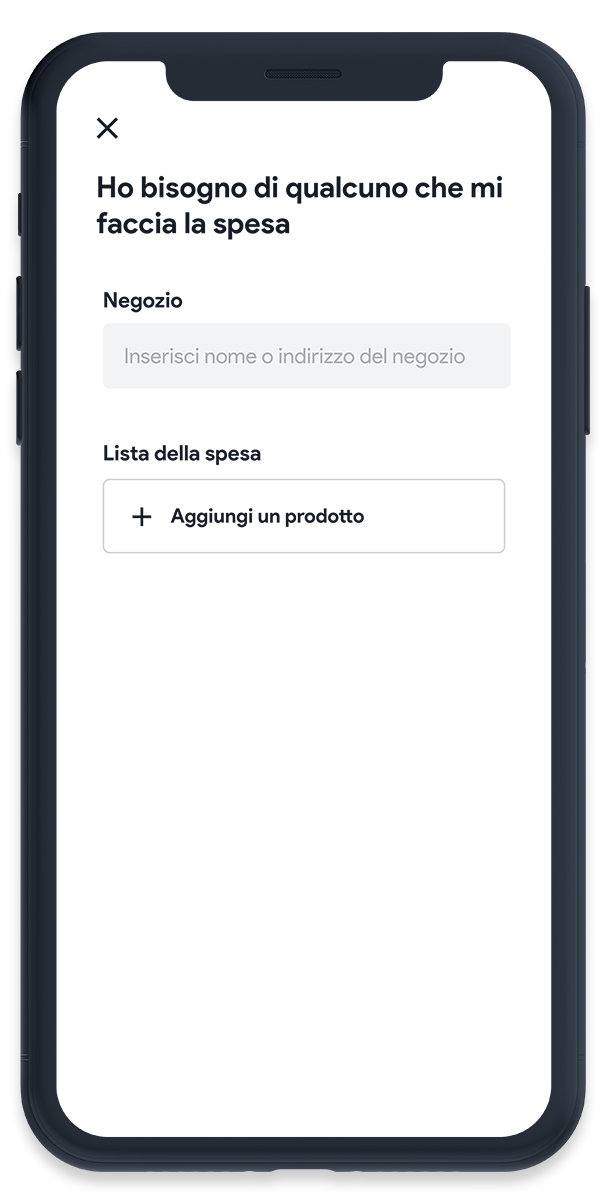 Ho bisogno di qualcuno che mi
faccia la spesa
Negozio
Inserisci nome o indirizzo del negozio
Lista della spesa
Aggiungi un prodotto